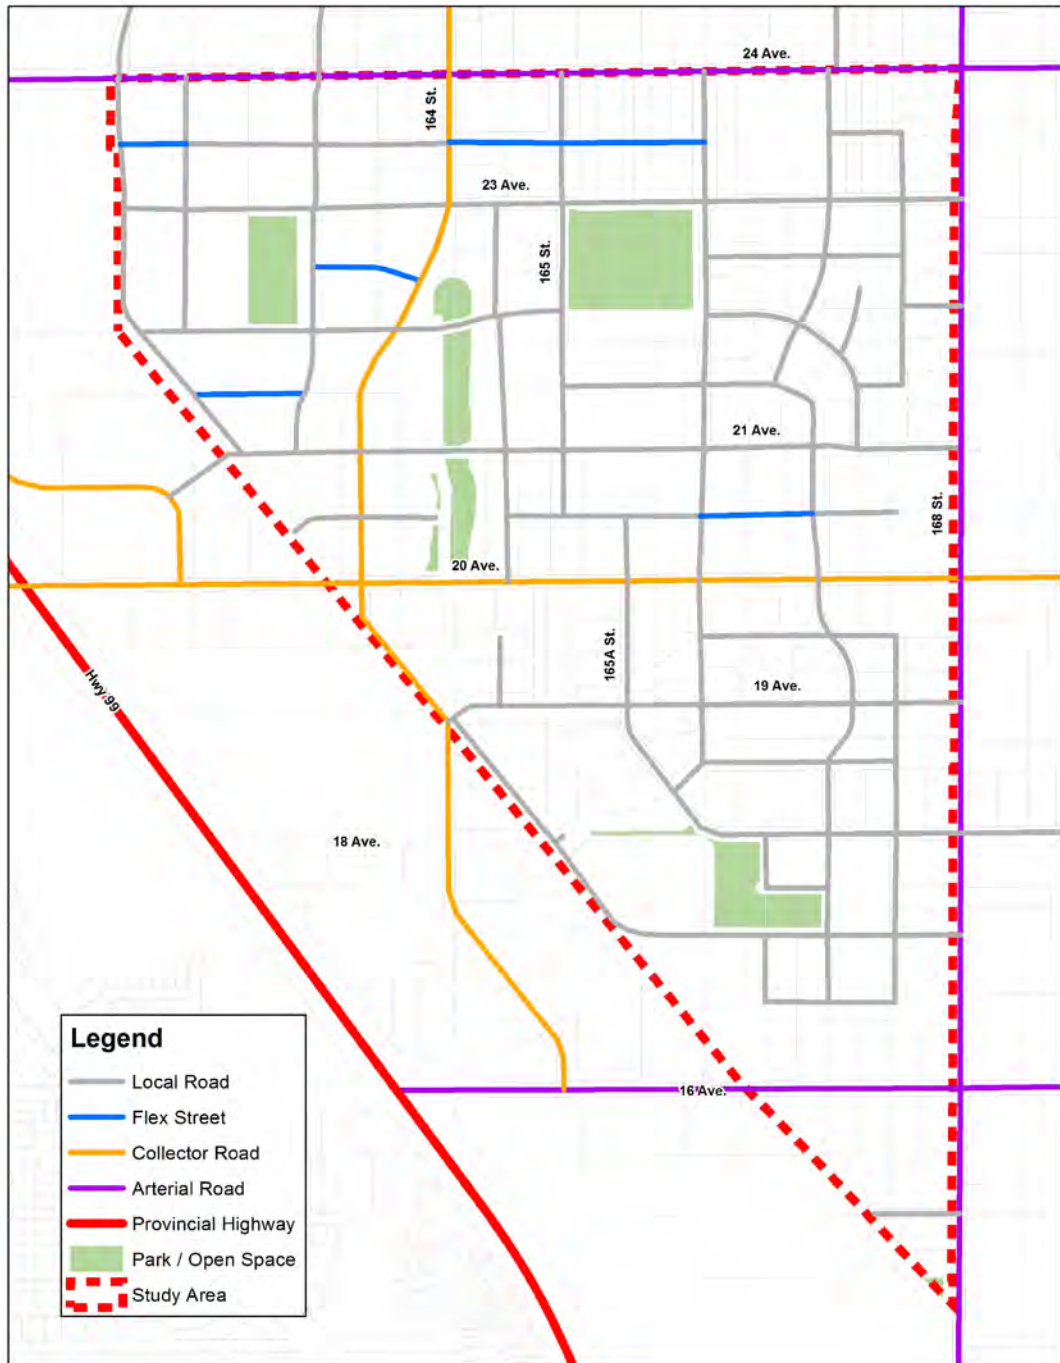 24 Ave.
164 St.
23 Ave.
165 St.
21 Ave.
168 St.
20 Ave.
165A St.
19 Ave.
Hwy 99
18 Ave.
16 Ave.
Legend
Local Road
Flex Street
Collector Road
Arterial Road
Provincial Highway
Park / Open Space
Study Area